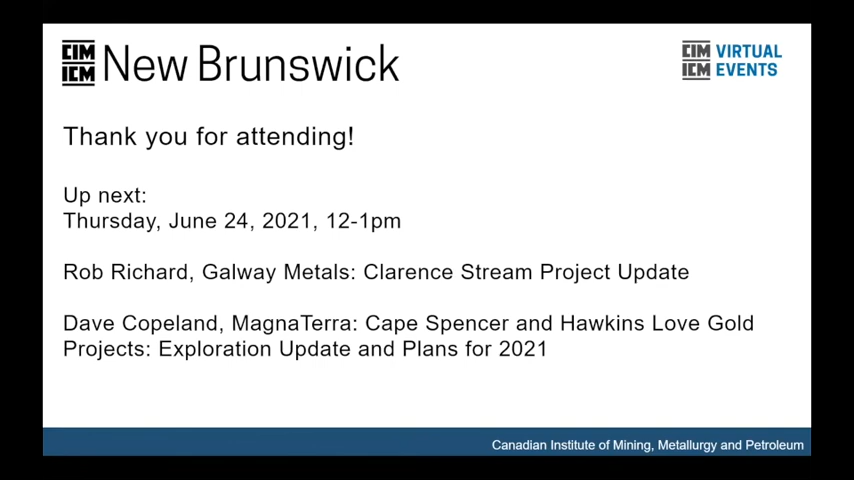 CIM ICM New Brunswick
CIM ICM VIRTUAL EVENTS
Thank you for attending!
Up next:
Thursday, June 24, 2021, 12-1pm
Rob Richard, Galway Metals: Clarence Stream Project Update
Dave Copeland, MagnaTerra: Cape Spencer and Hawkins Love Gold
Projects: Exploration Update and Plans for 2021
Canadian Institute of Mining, Metallurgy and Petroleum